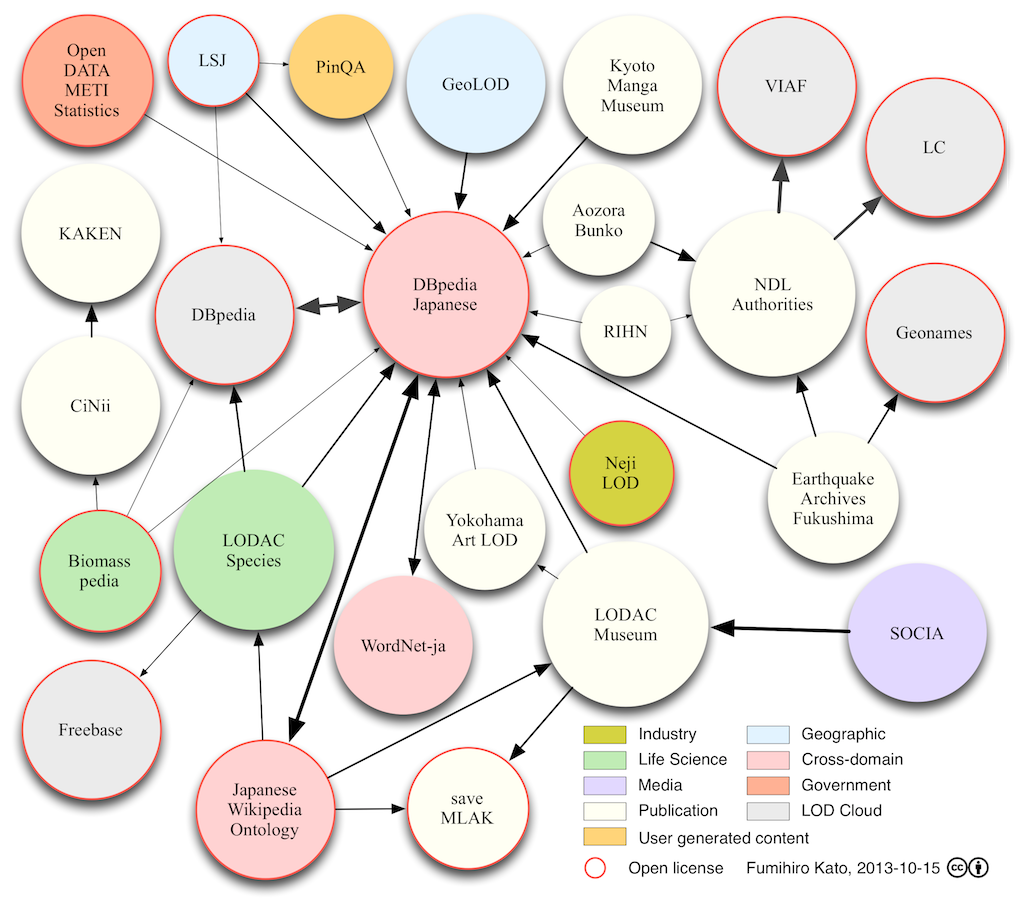 Open
DATA
METI
Statistics
LSJ
PinQA
GeoLOD
Kyoto
Manga
Museum
VIAF
LC
KAKEN
DBpedia
DBpedia
Japanese
Aozora
Bunko
NDL
Authorities
RIHN
Geonames
CiNii
Biomass
pedia
LODAC
Species
Yokohama
Art LOD
Neji
LOD
Earthquake
Archives
Fukushima
WordNet-ja
LODAC
Museum
SOCIA
Freebase
Japanese
Wikipedia
Ontology
save
MLAK
Industry
Life Science
Media
Publication
User generated content
Geographic
Cross-domain
Government
LOD Cloud
Open license
Fumihiro Kato, 2013-10-15
cc